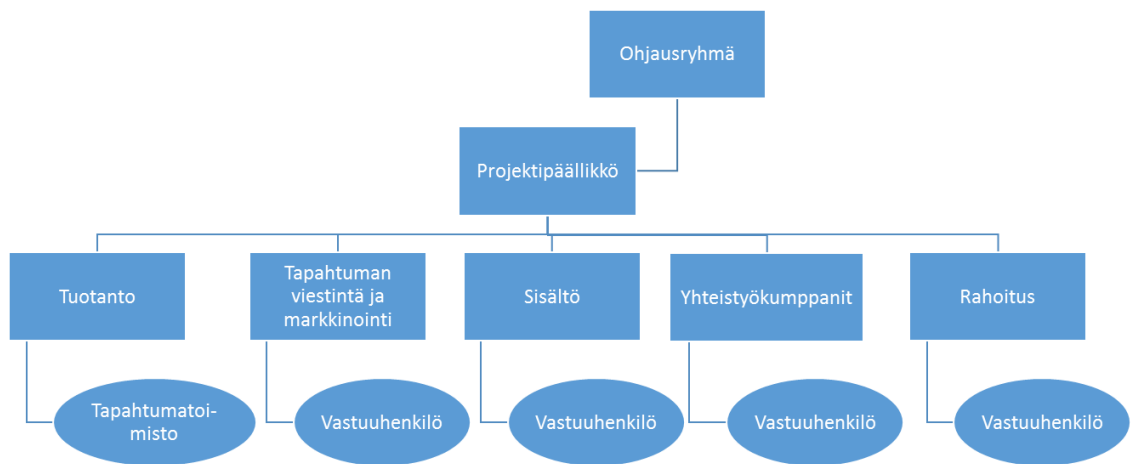 Ohjausryhmä
Projektipäällikkö
Tuotanto
Tapahtuman
viestintä ja
markkinointi
Sisältö
Yhteistyökumppanit
Rahoitus
Tapahtumatoi-
misto
Vastuuhenkilö
Vastuuhenkilö
Vastuuhenkilö
Vastuuhenkilö